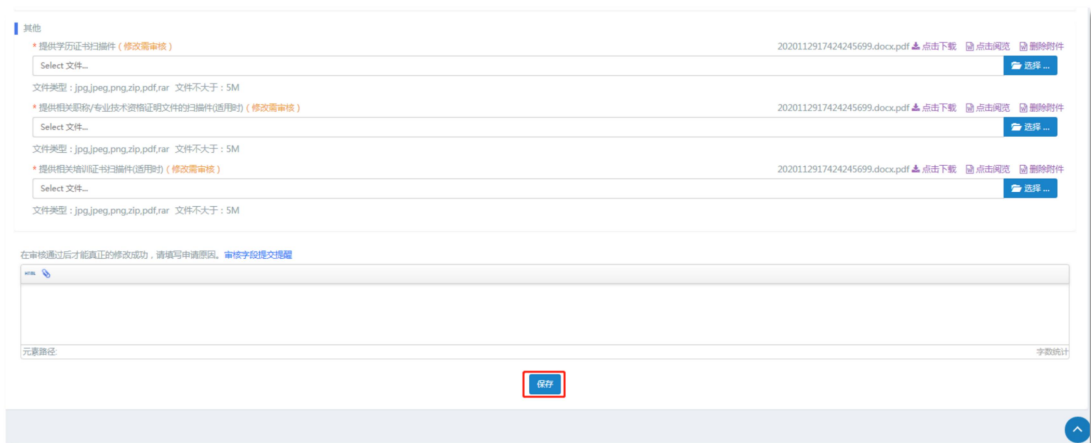 其他
* 提供学历证书扫描件 ( 修改需审核 ) 2020112917424245699.docx.pdf 点击下载 点击阅览 删除附件
Select 文件... 选择 ...
文件类型 : jpg,jpeg,png,zip,pdf,rar 文件不大于 : 5M
* 提供相关职称/专业技术资格证明文件的扫描件(适用时) ( 修改需审核 ) 2020112917424245699.docx.pdf 点击下载 点击阅览 删除附件
Select 文件... 选择 ...
文件类型 : jpg,jpeg,png,zip,pdf,rar 文件不大于 : 5M
* 提供相关培训证书扫描件(适用时) ( 修改需审核 ) 2020112917424245699.docx.pdf 点击下载 点击阅览 删除附件
Select 文件... 选择 ...
文件类型 : jpg,jpeg,png,zip,pdf,rar 文件不大于 : 5M
在审核通过后才能真正的修改成功 , 请填写申请原因。审核字段提交提醒
HTML
元素路径: 字数统计
保存